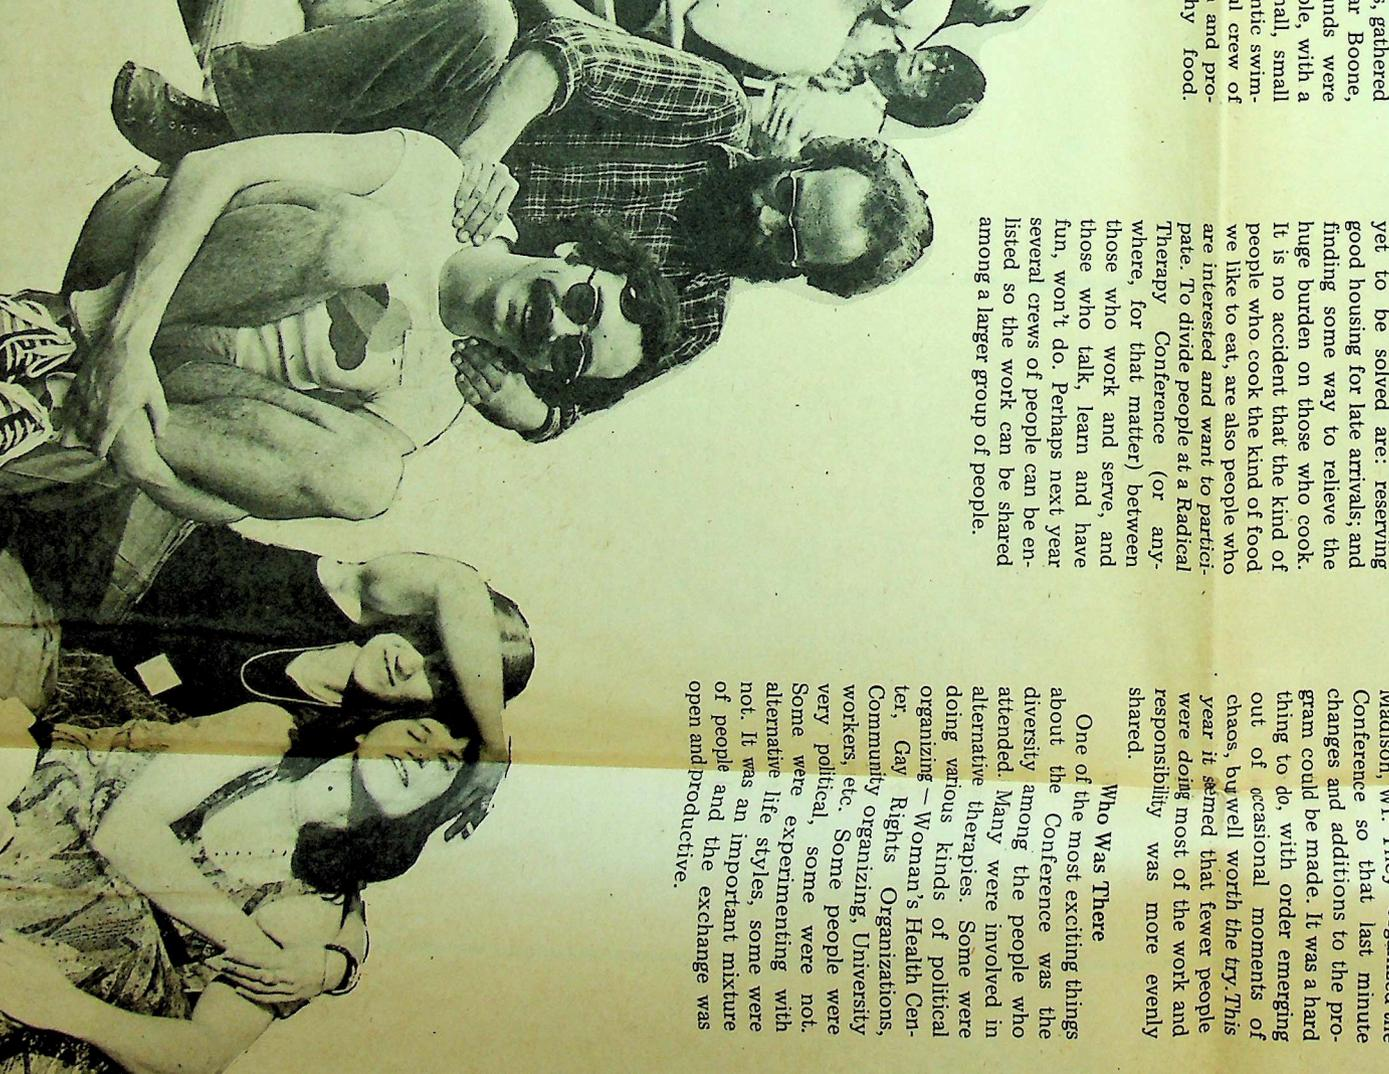 s, gathered
ar Boone,
nds were
ple, with a
nall, small
ntic swim-
al crew of
and pro-
hy food.
yet to be solved are: reserving
good housing for late arrivals; and
finding some way to relieve the
huge burden on those who cook.
It is no accident that the kind of
people who cook the kind of food
we like to eat, are also people who
are interested and want to partici-
pate. To divide people at a Radical
Therapy Conference (or any-
where, for that matter) between
those who work and serve, and
those who talk, learn and have
fun, won't do. Perhaps next year
several crews of people can be en-
listed so the work can be shared
among a larger group of people.
Madison,
Conference so that last minute
changes and additions to the pro-
gram could be made. It was a hard
thing to do, with order emerging
out of occasional moments of
chaos, but well worth the try. This
year it seemed that fewer people
were doing most of the work and
responsibility was more evenly
shared.
Who Was There
One of the most exciting things
about the Conference was the
diversity among the people who
attended. Many were involved in
alternative therapies. Some were
doing various kinds of political
organizing—Woman's Health Cen-
ter, Gay Rights Organizations,
Community organizing, University
workers, etc. Some people were
very political, some were not.
Some were experimenting with
alternative life styles, some were
not. It was an important mixture
of people and the exchange was
open and productive.